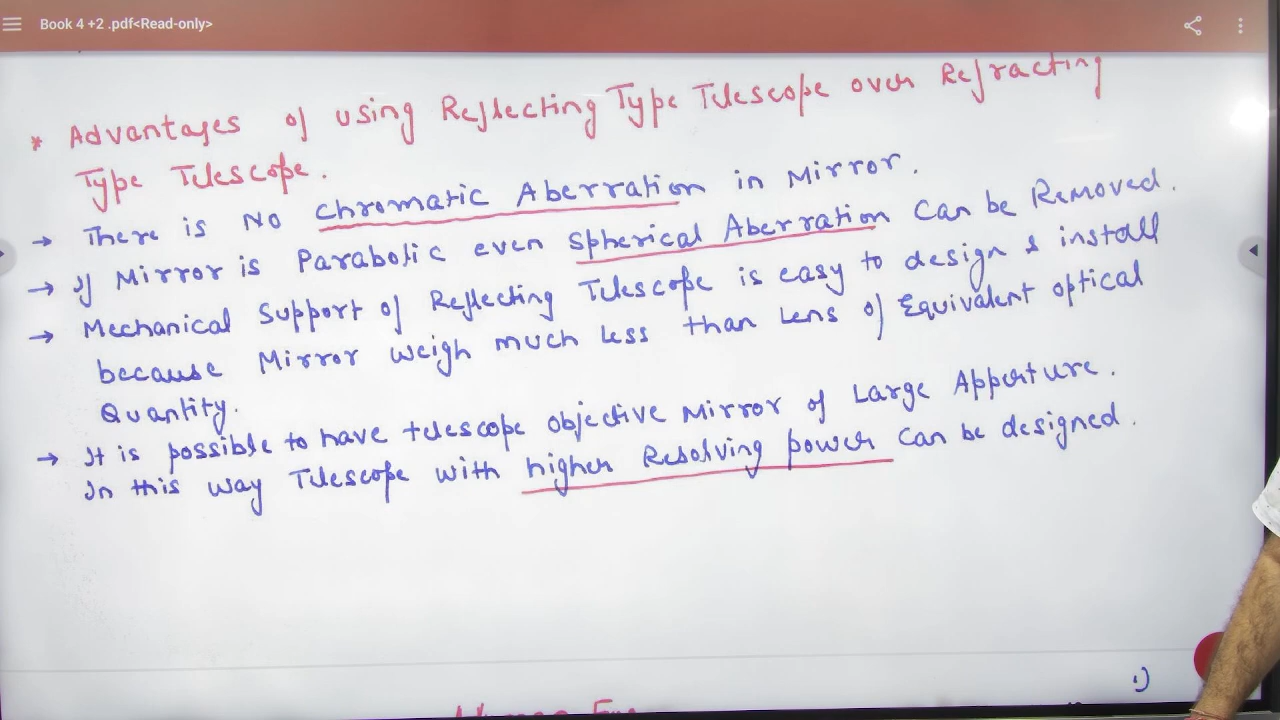 Book 4 +2 .pdf<Read-only>
* Advantages of using Reflecting Type Telescope over Refracting
Type Telescope.
→ There is No Chromatic Aberration in Mirror.
→ If Mirror is Parabolic even Spherical Aberration Can be Removed.
→ Mechanical Support of Reflecting Telescope is easy to design & install
because Mirror weigh much less than Lens of Equivalent optical
Quantity.
→ It is possible to have telescope objective Mirror of Large Apperture.
In this way Telescope with higher Resolving power can be designed.
1)